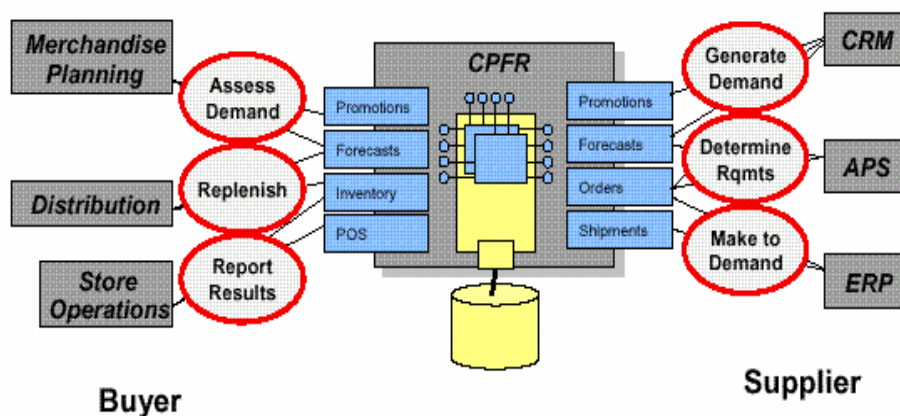 Merchandise
Planning
Assess
Demand
CPFR
Generate
Demand
CRM
Promotions
Promotions
Forecasts
Forecasts
Replenish
Determine
Rqmts
APS
Distribution
Inventory
Orders
POS
Shipments
Report
Results
Make to
Demand
Store
Operations
ERP
Buyer
Supplier